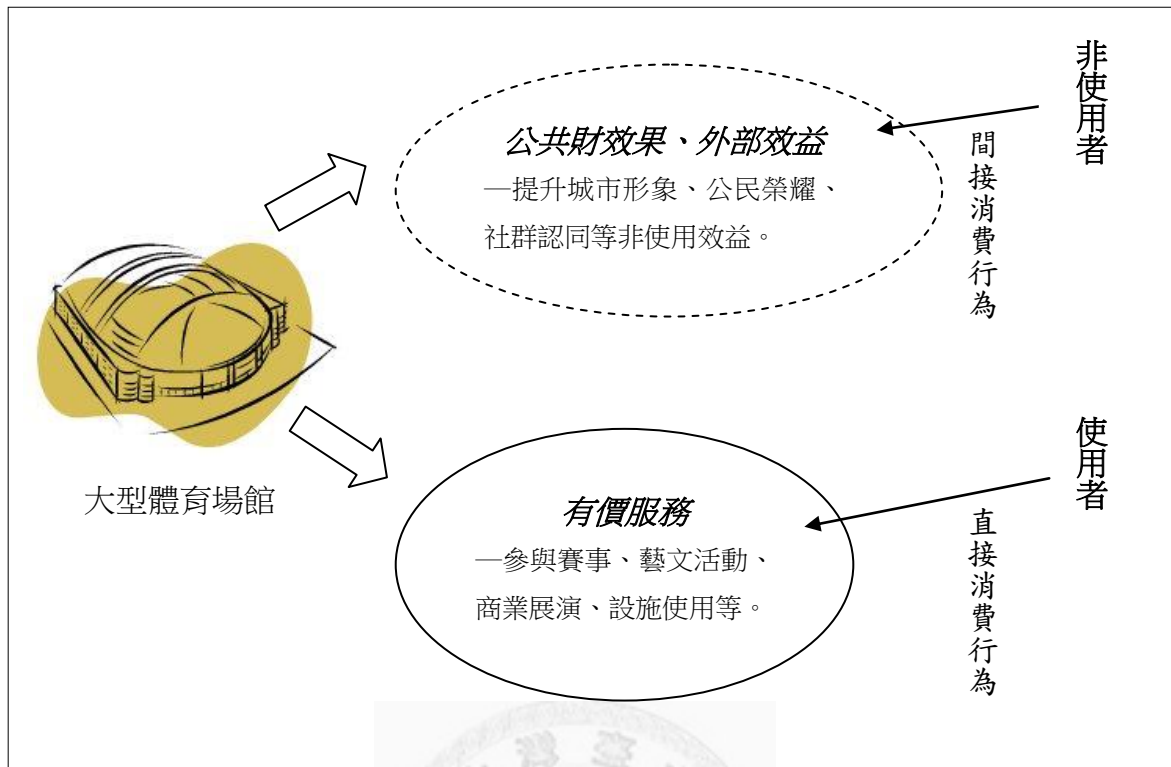 公共財效果、外部效益
—提升城市形象、公民榮耀、
社群認同等非使用效益。
非使用者
間接消費行為
大型體育場館
有價服務
—參與賽事、藝文活動、
商業展演、設施使用等。
使用者
直接消費行為